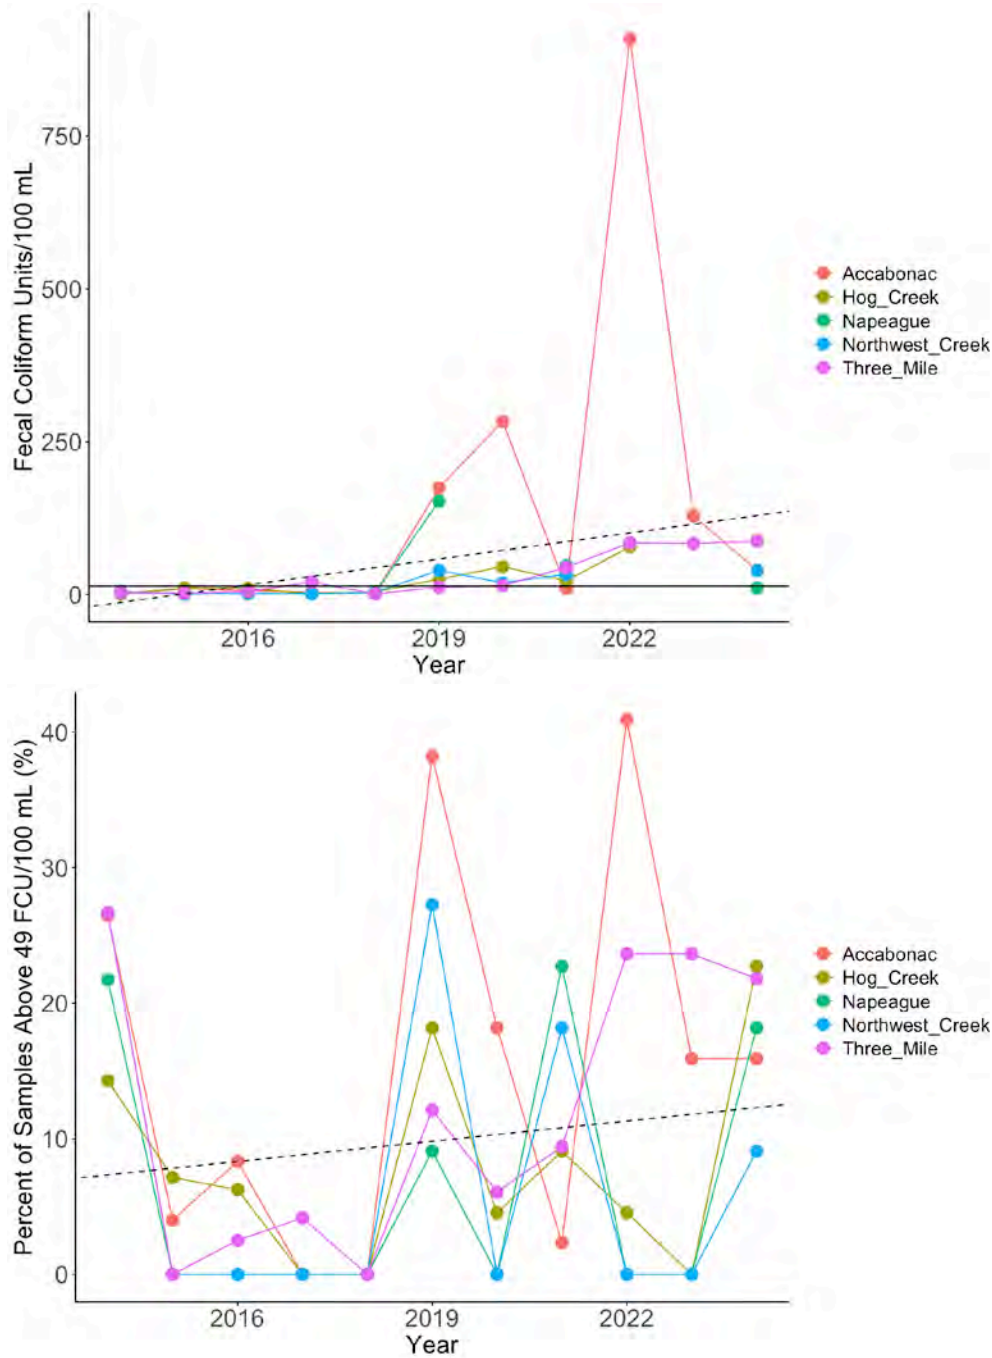 Fecal Coliform Units/100 mL
750
500
250
0
2016
2019
2022
Year
Accabonac
Hog_Creek
Napeague
Northwest_Creek
Three_Mile
Percent of Samples Above 49 FCU/100 mL (%)
40
30
20
10
0
2016
2019
2022
Year
Accabonac
Hog_Creek
Napeague
Northwest_Creek
Three_Mile